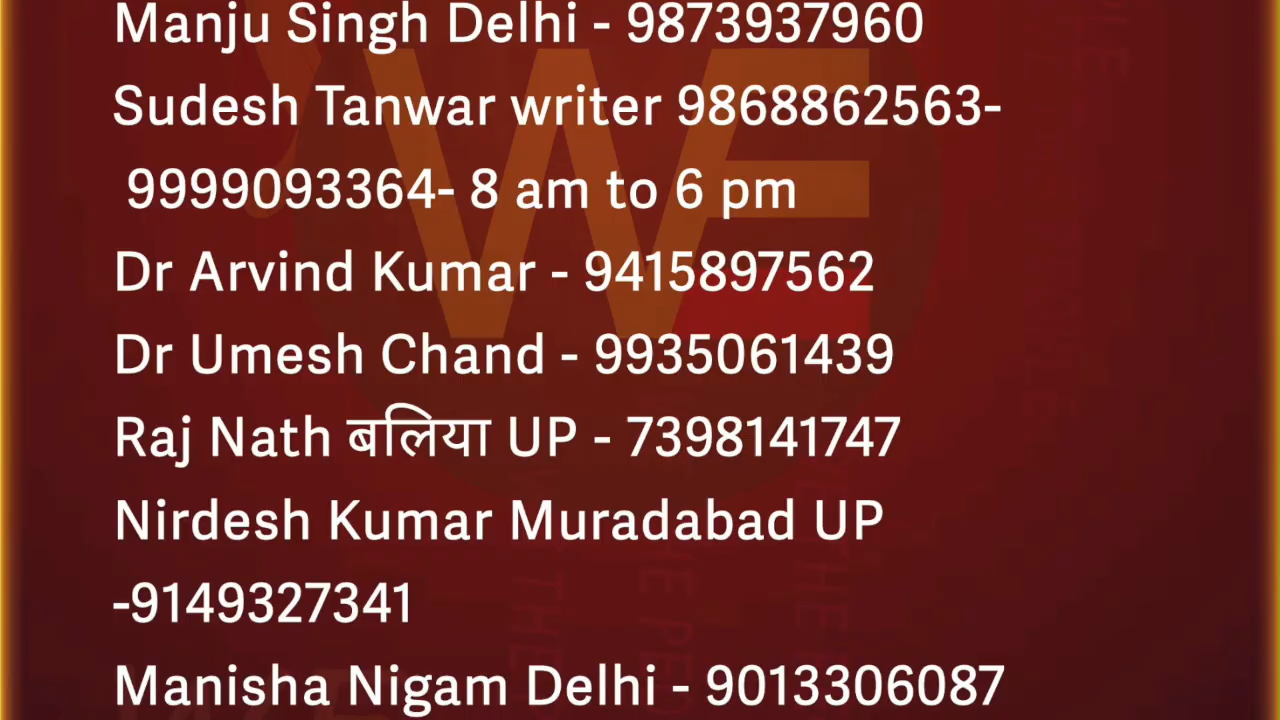 Manju Singh Delhi - 9873937960
Sudesh Tanwar writer 9868862563-
9999093364- 8 am to 6 pm
Dr Arvind Kumar - 9415897562
Dr Umesh Chand - 9935061439
Raj Nath बलिया UP - 7398141747
Nirdesh Kumar Muradabad UP
-9149327341
Manisha Nigam Delhi - 9013306087